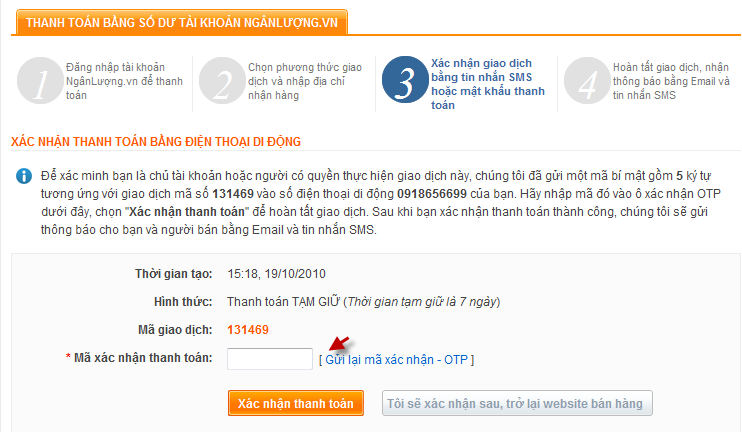 THANH TOÁN BẰNG SỐ DƯ TÀI KHOẢN NGÂNLƯỢNG.VN
1
Đăng nhập tài khoản
NgânLượng.vn để thanh
toán
2
Chọn phương thức giao
dịch và nhập địa chỉ
nhận hàng
3
Xác nhận giao dịch
bằng tin nhắn SMS
hoặc mật khẩu thanh
toán
4
Hoàn tất giao dịch, nhận
thông báo bằng Email và
tin nhắn SMS
XÁC NHẬN THANH TOÁN BẰNG ĐIỆN THOẠI DI ĐỘNG
Để xác minh bạn là chủ tài khoản hoặc người có quyền thực hiện giao dịch này, chúng tôi đã gửi một mã bí mật gồm 5 ký tự
tương ứng với giao dịch mã số 131469 vào số điện thoại di động 0918656699 của bạn. Hãy nhập mã đó vào ô xác nhận OTP
dưới đây, chọn "Xác nhận thanh toán" để hoàn tất giao dịch. Sau khi bạn xác nhận thanh toán thành công, chúng tôi sẽ gửi
thông báo cho bạn và người bán bằng Email và tin nhắn SMS.
Thời gian tạo: 15:18, 19/10/2010
Hình thức: Thanh toán TẠM GIỮ (Thời gian tạm giữ là 7 ngày)
Mã giao dịch: 131469
* Mã xác nhận thanh toán: [ Gửi lại mã xác nhận - OTP ]
Xác nhận thanh toán Tôi sẽ xác nhận sau, trở lại website bán hàng